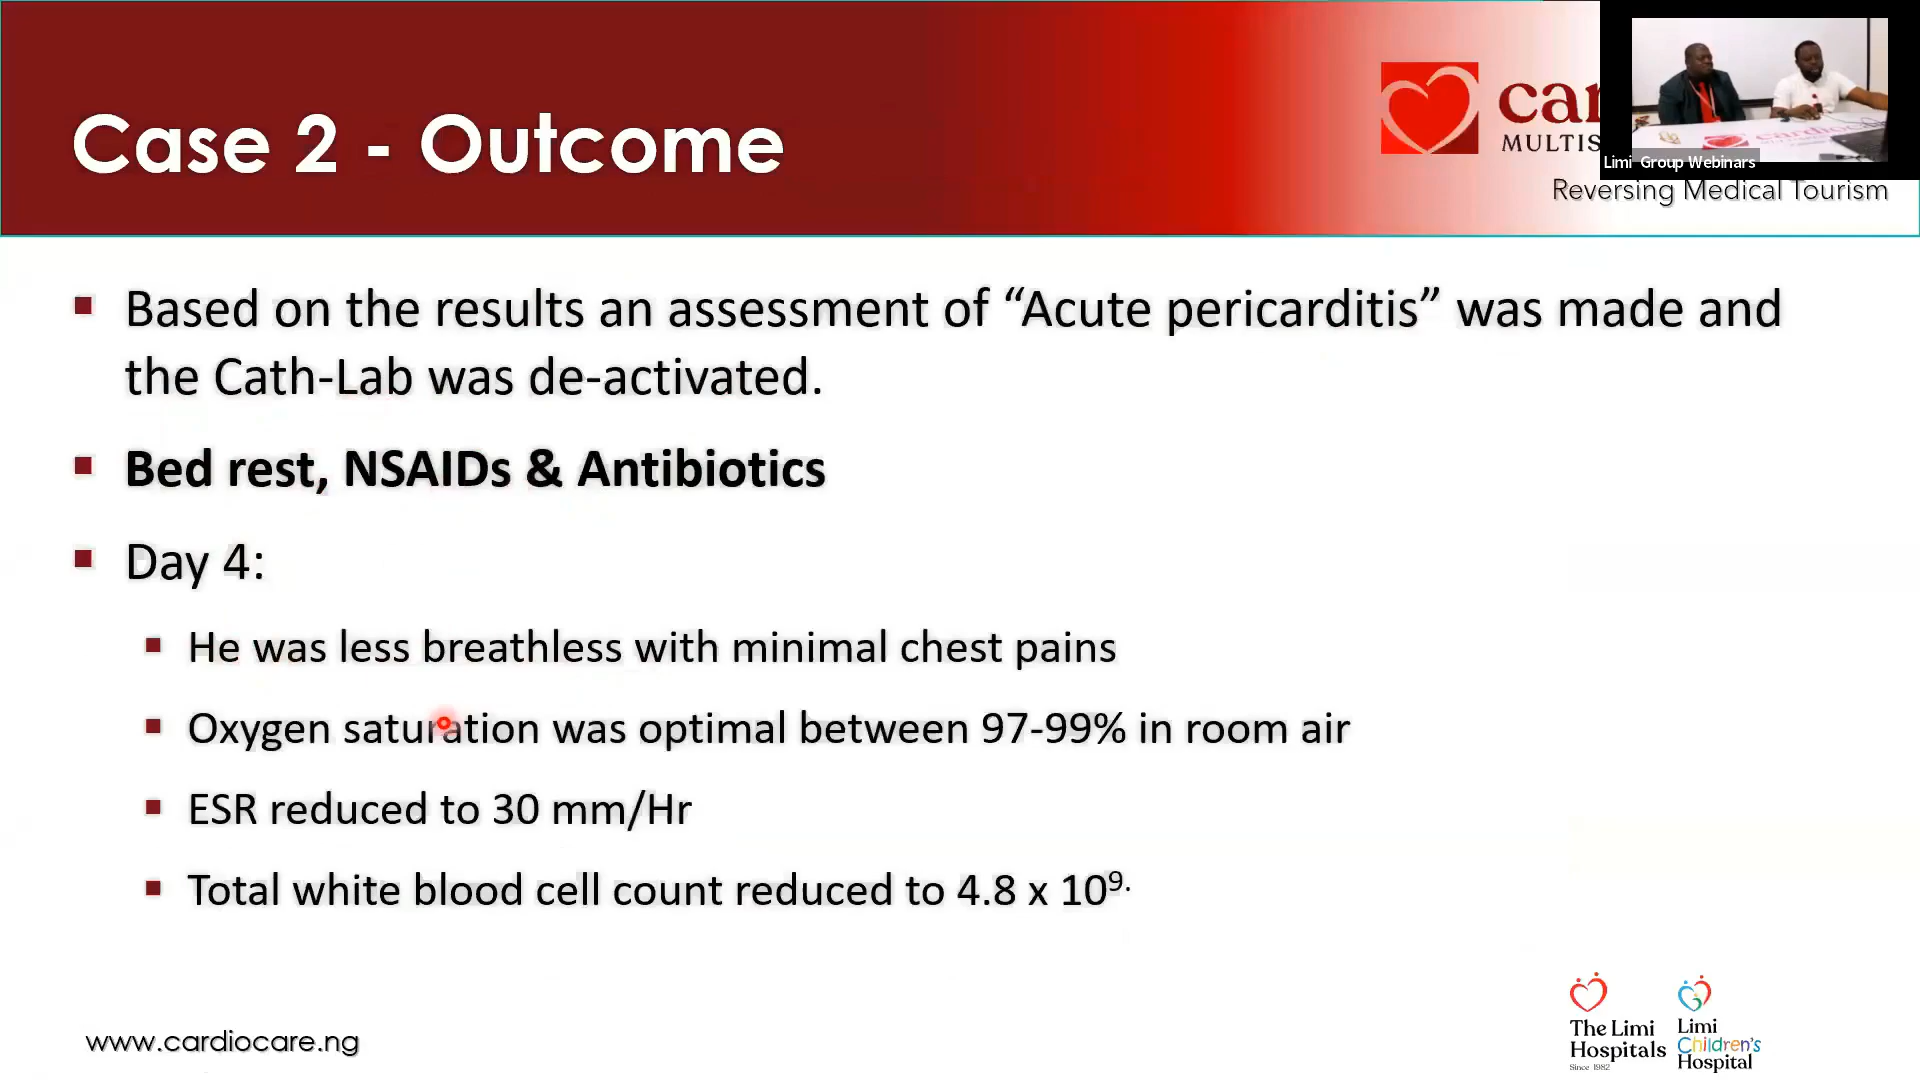 Case 2 - Outcome
car
MULTIS
Limi Group Webinars
Reversing Medical Tourism
Based on the results an assessment of “Acute pericarditis” was made and
the Cath-Lab was de-activated.
Bed rest, NSAIDs & Antibiotics
Day 4:
He was less breathless with minimal chest pains
Oxygen saturation was optimal between 97-99% in room air
ESR reduced to 30 mm/Hr
Total white blood cell count reduced to 4.8 x 10⁹·
www.cardiocare.ng
The Limi
Hospitals
Since 1982
Limi
Children's
Hospital